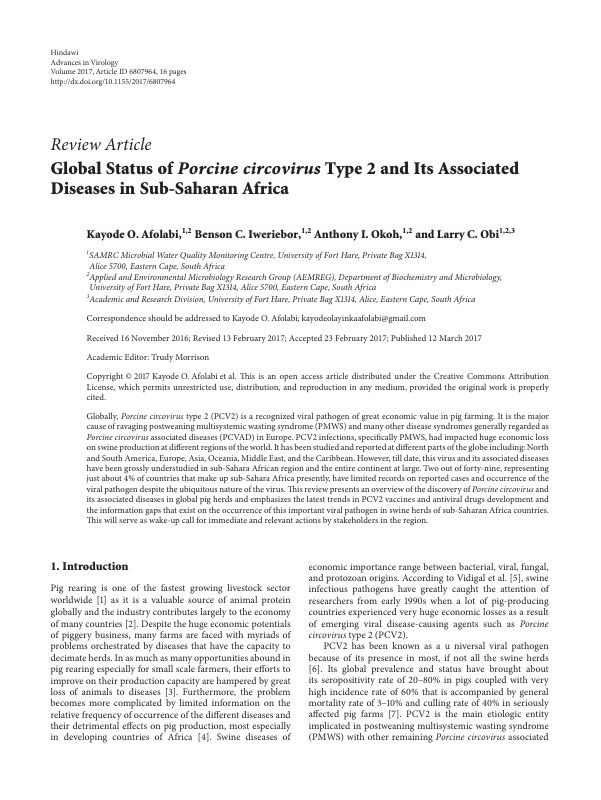 Hindawi
Advances in Virology
Volume 2017, Article ID 6807964, 16 pages
http://dx.doi.org/10.1155/2017/6807964
Review Article
Global Status of Porcine circovirus Type 2 and Its Associated
Diseases in Sub-Saharan Africa
Kayode O. Afolabi,1,2 Benson C. Iweriebor,1,2 Anthony I. Okoh,1,2 and Larry C. Obi1,2,3
1SAMRC Microbial Water Quality Monitoring Centre, University of Fort Hare, Private Bag X1314,
Alice 5700, Eastern Cape, South Africa
2Applied and Environmental Microbiology Research Group (AEMREG), Department of Biochemistry and Microbiology,
University of Fort Hare, Private Bag X1314, Alice 5700, Eastern Cape, South Africa
3Academic and Research Division, University of Fort Hare, Private Bag X1314, Alice, Eastern Cape, South Africa
Correspondence should be addressed to Kayode O. Afolabi; kayodeolayinkaafolabi@gmail.com
Received 16 November 2016; Revised 13 February 2017; Accepted 23 February 2017; Published 12 March 2017
Academic Editor: Trudy Morrison
Copyright © 2017 Kayode O. Afolabi et al. This is an open access article distributed under the Creative Commons Attribution
License, which permits unrestricted use, distribution, and reproduction in any medium, provided the original work is properly
cited.
Globally, Porcine circovirus type 2 (PCV2) is a recognized viral pathogen of great economic value in pig farming. It is the major
cause of ravaging postweaning multisystemic wasting syndrome (PMWS) and many other disease syndromes generally regarded as
Porcine circovirus associated diseases (PCVAD) in Europe. PCV2 infections, specifically PMWS, had impacted huge economic loss
on swine production at different regions of the world. It has been studied and reported at different parts of the globe including: North
and South America, Europe, Asia, Oceania, Middle East, and the Caribbean. However, till date, this virus and its associated diseases
have been grossly understudied in sub-Sahara African region and the entire continent at large. Two out of forty-nine, representing
just about 4% of countries that make up sub-Sahara Africa presently, have limited records on reported cases and occurrence of the
viral pathogen despite the ubiquitous nature of the virus. This review presents an overview of the discovery of Porcine circovirus and
its associated diseases in global pig herds and emphasizes the latest trends in PCV2 vaccines and antiviral drugs development and
the information gaps that exist on the occurrence of this important viral pathogen in swine herds of sub-Saharan Africa countries.
This will serve as wake-up call for immediate and relevant actions by stakeholders in the region.
1. Introduction
Pig rearing is one of the fastest growing livestock sector
worldwide [1] as it is a valuable source of animal protein
globally and the industry contributes largely to the economy
of many countries [2]. Despite the huge economic potentials
of piggery business, many farms are faced with myriads of
problems orchestrated by diseases that have the capacity to
decimate herds. In as much as many opportunities abound in
pig rearing especially for small scale farmers, their efforts to
improve on their production capacity are hampered by great
loss of animals to diseases [3]. Furthermore, the problem
becomes more complicated by limited information on the
relative frequency of occurrence of the different diseases and
their detrimental effects on pig production, most especially
in developing countries of Africa [4]. Swine diseases of
economic importance range between bacterial, viral, fungal,
and protozoan origins. According to Vidigal et al. [5], swine
infectious pathogens have greatly caught the attention of
researchers from early 1990s when a lot of pig-producing
countries experienced very huge economic losses as a result
of emerging viral disease-causing agents such as Porcine
circovirus type 2 (PCV2).
PCV2 has been known as a u niversal viral pathogen
because of its presence in most, if not all the swine herds
[6]. Its global prevalence and status have brought about
its seropositivity rate of 20–80% in pigs coupled with very
high incidence rate of 60% that is accompanied by general
mortality rate of 3–10% and culling rate of 40% in seriously
affected pig farms [7]. PCV2 is the main etiologic entity
implicated in postweaning multisystemic wasting syndrome
(PMWS) with other remaining Porcine circovirus associated